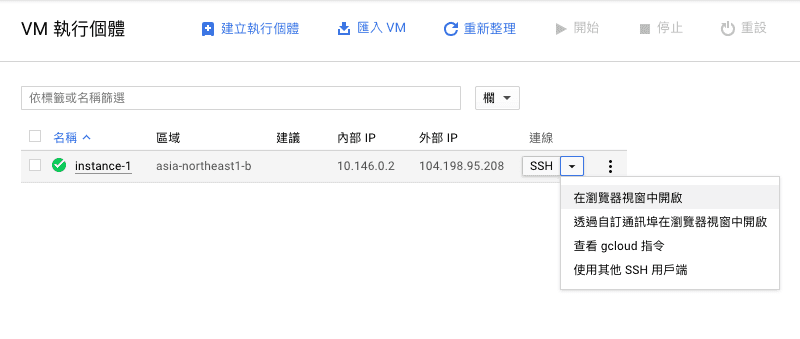 VM 執行個體 建立執行個體 匯入 VM 重新整理 開始 停止 重設
依標籤或名稱篩選 欄
名稱 區域 建議 內部 IP 外部 IP 連線
instance-1 asia-northeast1-b 10.146.0.2 104.198.95.208 SSH
在瀏覽器視窗中開啟
透過自訂通訊埠在瀏覽器視窗中開啟
查看 gcloud 指令
使用其他 SSH 用戶端